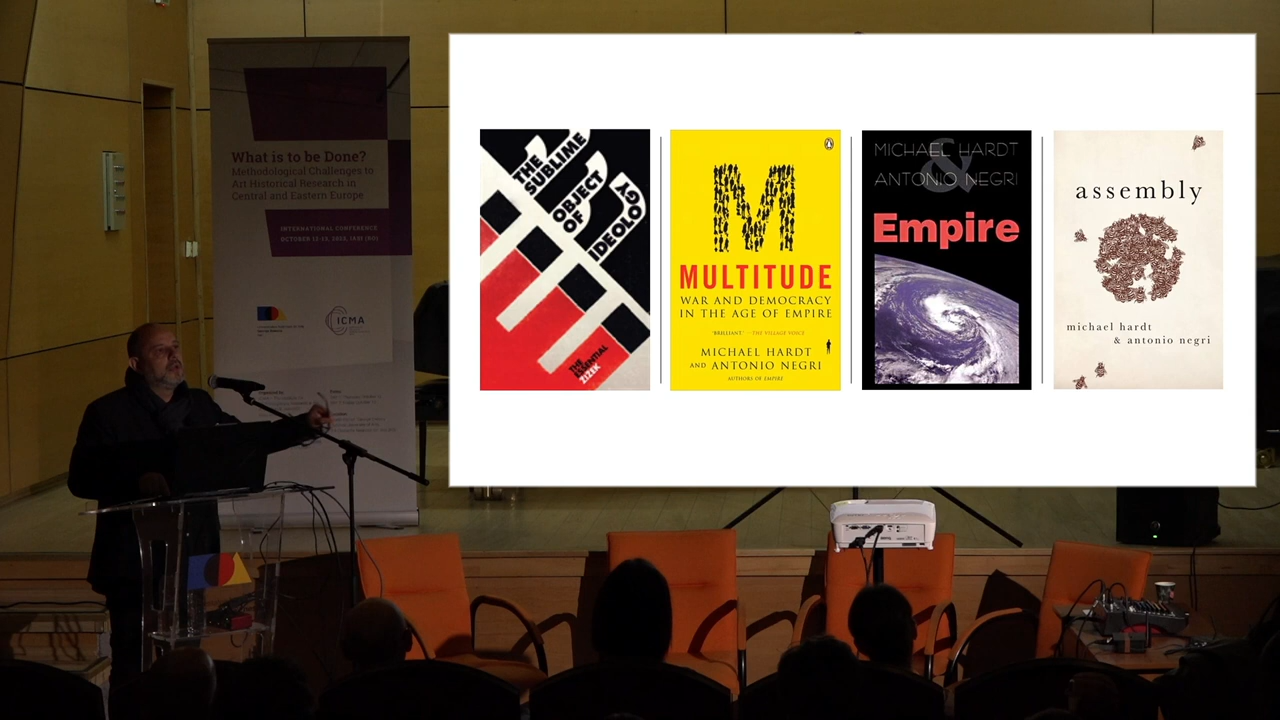 What is to be Done?
Methodological Challenges to
Art Historical Research in
Central and Eastern Europe
INTERNATIONAL CONFERENCE
ICMA
THE
SUBLIME
OBJECT
OF
IDEOLOGY
THE
ESSENTIAL
ZIZEK
M
MULTITUDE
WAR AND DEMOCRACY
IN THE AGE OF EMPIRE
'BRILLIANT.' —THE VILLAGE VOICE
MICHAEL HARDT
AND ANTONIO NEGRI
AUTHORS OF EMPIRE
MICHAEL HARDT
&
ANTONIO NEGRI
Empire
assembly
michael hardt
& antonio negri